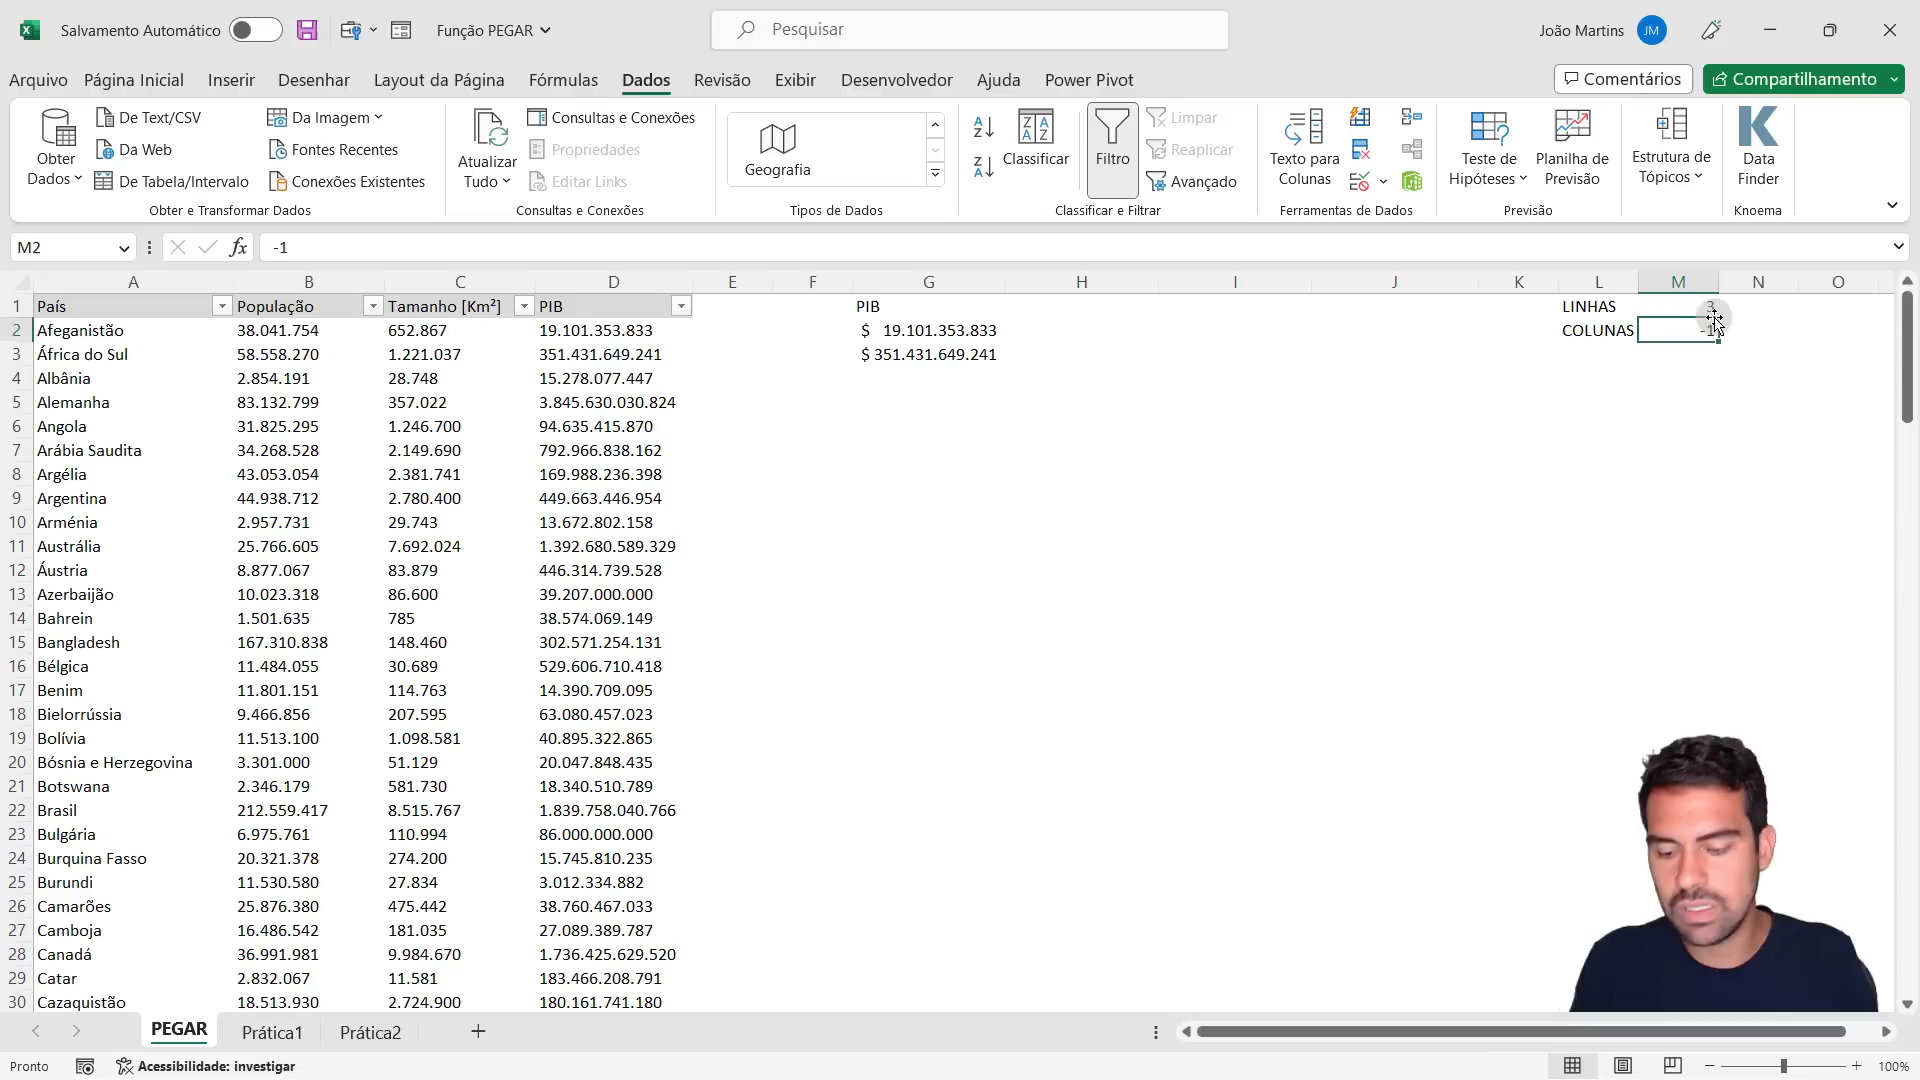 Salvamento Automático
Função PEGAR
Pesquisar
João Martins
JM
Arquivo Página Inicial Inserir Desenhar Layout da Página Fórmulas Dados Revisão Exibir Desenvolvedor Ajuda Power Pivot
Comentários
Compartilhamento
Obter Dados
De Text/CSV
Da Web
De Tabela/Intervalo
Da Imagem
Fontes Recentes
Conexões Existentes
Obter e Transformar Dados
Atualizar Tudo
Consultas e Conexões
Propriedades
Editar Links
Consultas e Conexões
Geografia
Tipos de Dados
Classificar
Filtro
Limpar
Reaplicar
Avançado
Classificar e Filtrar
Texto para Colunas
Ferramentas de Dados
Teste de Hipóteses
Planilha de Previsão
Previsão
Estrutura de Tópicos
Data Finder
Knoema
M2 fx -1
A B C D E F G H I J K L M N O
1 País População Tamanho [Km²] PIB PIB LINHAS 3
2 Afeganistão 38.041.754 652.867 19.101.353.833 $ 19.101.353.833 COLUNAS -1
3 África do Sul 58.558.270 1.221.037 351.431.649.241 $ 351.431.649.241
4 Albânia 2.854.191 28.748 15.278.077.447
5 Alemanha 83.132.799 357.022 3.845.630.030.824
6 Angola 31.825.295 1.246.700 94.635.415.870
7 Arábia Saudita 34.268.528 2.149.690 792.966.838.162
8 Argélia 43.053.054 2.381.741 169.988.236.398
9 Argentina 44.938.712 2.780.400 449.663.446.954
10 Arménia 2.957.731 29.743 13.672.802.158
11 Austrália 25.766.605 7.692.024 1.392.680.589.329
12 Áustria 8.877.067 83.879 446.314.739.528
13 Azerbaijão 10.023.318 86.600 39.207.000.000
14 Bahrein 1.501.635 785 38.574.069.149
15 Bangladesh 167.310.838 148.460 302.571.254.131
16 Bélgica 11.484.055 30.689 529.606.710.418
17 Benim 11.801.151 114.763 14.390.709.095
18 Bielorrússia 9.466.856 207.595 63.080.457.023
19 Bolívia 11.513.100 1.098.581 40.895.322.865
20 Bósnia e Herzegovina 3.301.000 51.129 20.047.848.435
21 Botswana 2.346.179 581.730 18.340.510.789
22 Brasil 212.559.417 8.515.767 1.839.758.040.766
23 Bulgária 6.975.761 110.994 86.000.000.000
24 Burquina Fasso 20.321.378 274.200 15.745.810.235
25 Burundi 11.530.580 27.834 3.012.334.882
26 Camarões 25.876.380 475.442 38.760.467.033
27 Camboja 16.486.542 181.035 27.089.389.787
28 Canadá 36.991.981 9.984.670 1.736.425.629.520
29 Catar 2.832.067 11.581 183.466.208.791
30 Cazaquistão 18.513.930 2.724.900 180.161.741.180
PEGAR Prática1 Prática2
Pronto Acessibilidade: investigar 100%